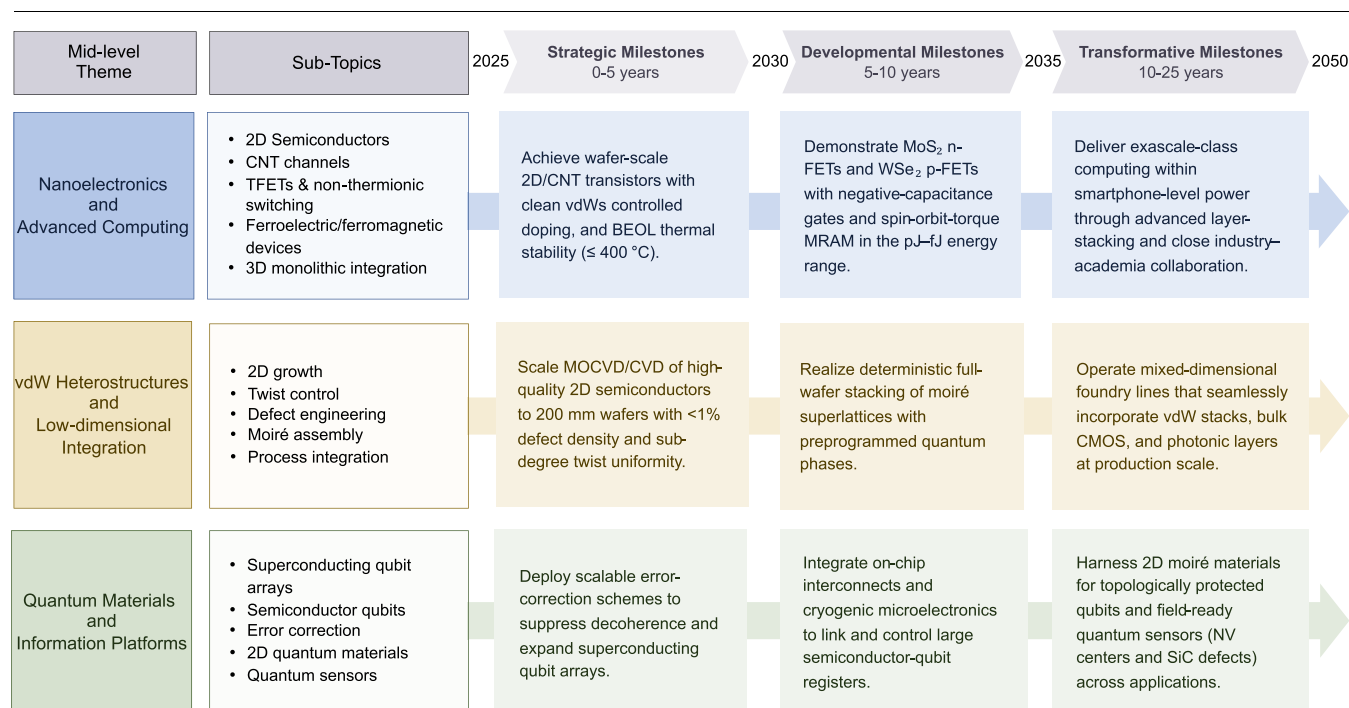 Mid-level
Theme
Sub-Topics
2025
Strategic Milestones
0-5 years
2030
Developmental Milestones
5-10 years
2035
Transformative Milestones
10-25 years
2050
Nanoelectronics
and
Advanced Computing
• 2D Semiconductors
• CNT channels
• TFETs & non-thermionic
switching
• Ferroelectric/ferromagnetic
devices
• 3D monolithic integration
Achieve wafer-scale
2D/CNT transistors with
clean vdWs controlled
doping, and BEOL thermal
stability (≤ 400 °C).
Demonstrate MoS₂ n-
FETs and WSe₂ p-FETs
with negative-capacitance
gates and spin-orbit-torque
MRAM in the pJ–fJ energy
range.
Deliver exascale-class
computing within
smartphone-level power
through advanced layer-
stacking and close industry–
academia collaboration.
vdW Heterostructures
and
Low-dimensional
Integration
• 2D growth
• Twist control
• Defect engineering
• Moiré assembly
• Process integration
Scale MOCVD/CVD of high-
quality 2D semiconductors
to 200 mm wafers with <1%
defect density and sub-
degree twist uniformity.
Realize deterministic full-
wafer stacking of moiré
superlattices with
preprogrammed quantum
phases.
Operate mixed-dimensional
foundry lines that seamlessly
incorporate vdW stacks, bulk
CMOS, and photonic layers
at production scale.
Quantum Materials
and
Information Platforms
• Superconducting qubit
arrays
• Semiconductor qubits
• Error correction
• 2D quantum materials
• Quantum sensors
Deploy scalable error-
correction schemes to
suppress decoherence and
expand superconducting
qubit arrays.
Integrate on-chip
interconnects and
cryogenic microelectronics
to link and control large
semiconductor-qubit
registers.
Harness 2D moiré materials
for topologically protected
qubits and field-ready
quantum sensors (NV
centers and SiC defects)
across applications.